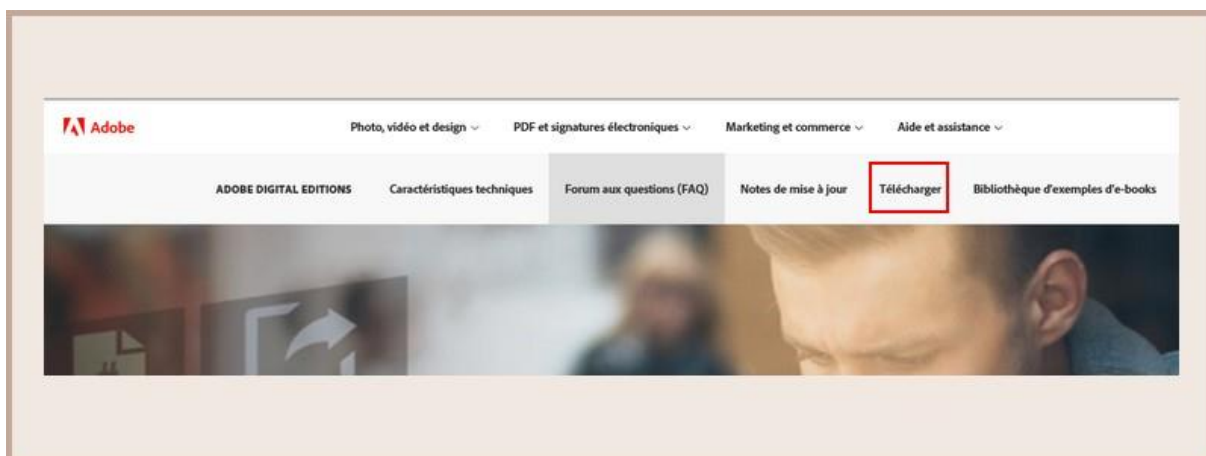 Adobe Photo, vidéo et design PDF et signatures électroniques Marketing et commerce Aide et assistance
ADOBE DIGITAL EDITIONS Caractéristiques techniques Forum aux questions (FAQ) Notes de mise à jour Télécharger Bibliothèque d'exemples d'e-books